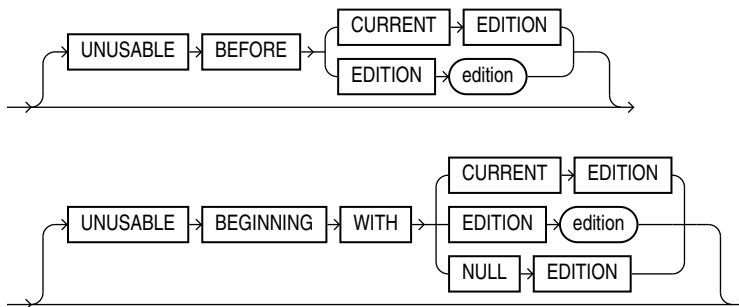 CURRENT EDITION
UNUSABLE BEFORE
EDITION edition
CURRENT EDITION
UNUSABLE BEGINNING WITH EDITION edition
NULL EDITION